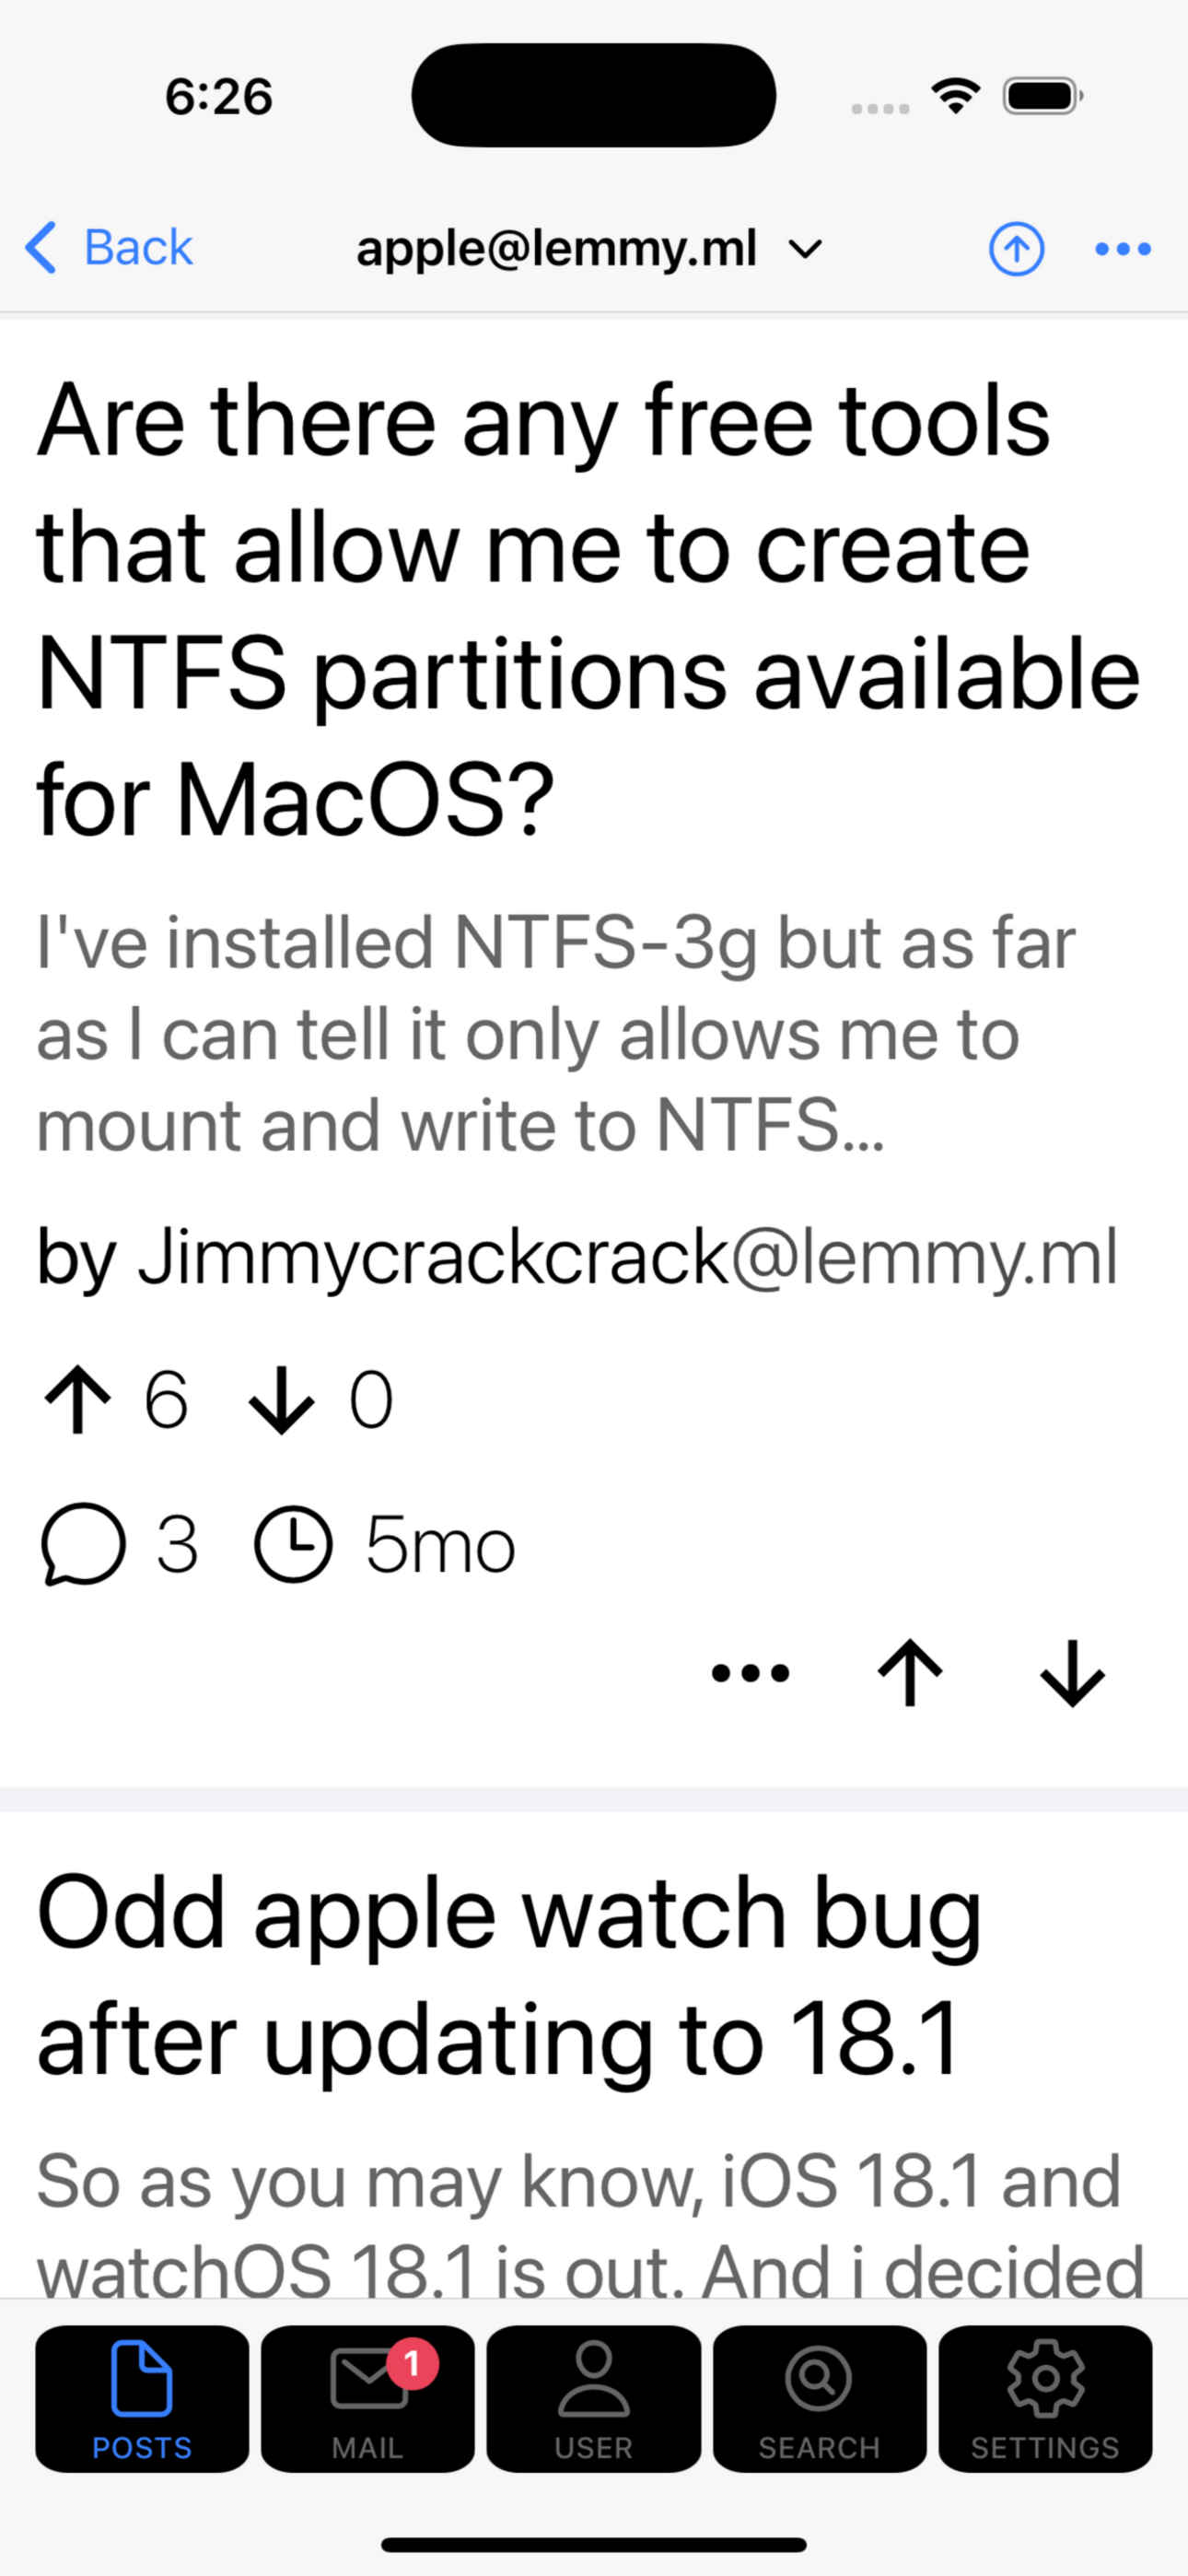 6:26
Back
apple@lemmy.ml
Are there any free tools
that allow me to create
NTFS partitions available
for MacOS?
I've installed NTFS-3g but as far
as I can tell it only allows me to
mount and write to NTFS...
by Jimmycrackcrack@lemmy.ml
6 0
3 5mo
Odd apple watch bug
after updating to 18.1
So as you may know, iOS 18.1 and
watchOS 18.1 is out. And i decided
1
POSTS MAIL USER SEARCH SETTINGS